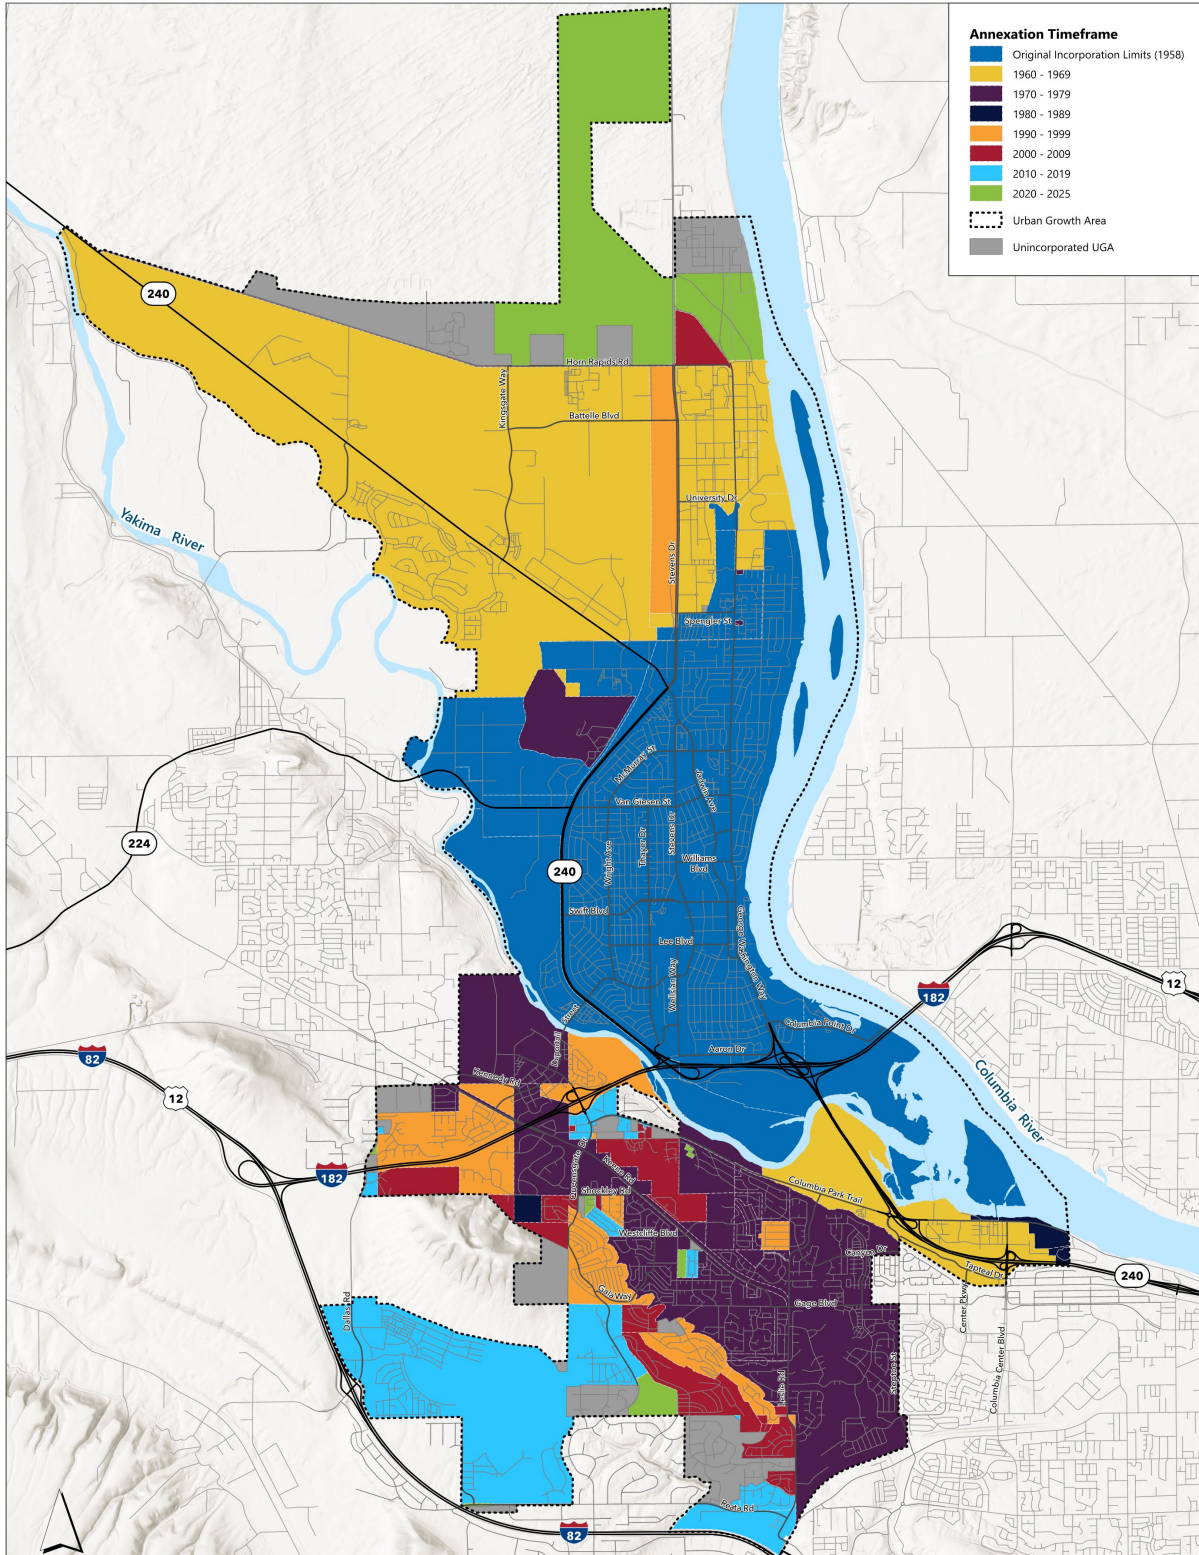 Annexation Timeframe
Original Incorporation Limits (1958)
1960 - 1969
1970 - 1979
1980 - 1989
1990 - 1999
2000 - 2009
2010 - 2019
2020 - 2025
Urban Growth Area
Unincorporated UGA
240
Horn Rapids Rd
Kingsgate Way
Battelle Blvd
University Dr
Yakima River
Stevens Dr
Spengler St
McMurray St
Jadwin Ave
Van Giesen St
224
Wright Ave
Thayer Dr
Stevens Dr
Williams
Blvd
240
Swift Blvd
George Washington Way
Lee Blvd
Wellsian Way
12
182
Columbia Point Dr
Duportail Street
Aaron Dr
82
Columbia River
Kennedy Rd
12
182
Queensgate Dr
Keene Rd
Shockley Rd
Columbia Park Trail
Westcliffe Blvd
Canyon Dr
Tapteal Dr
240
Gala Way
Gage Blvd
Dallas Rd
Center Pkwy
Columbia Center Blvd
Leslie Rd
Steptoe St
Reata Rd
82